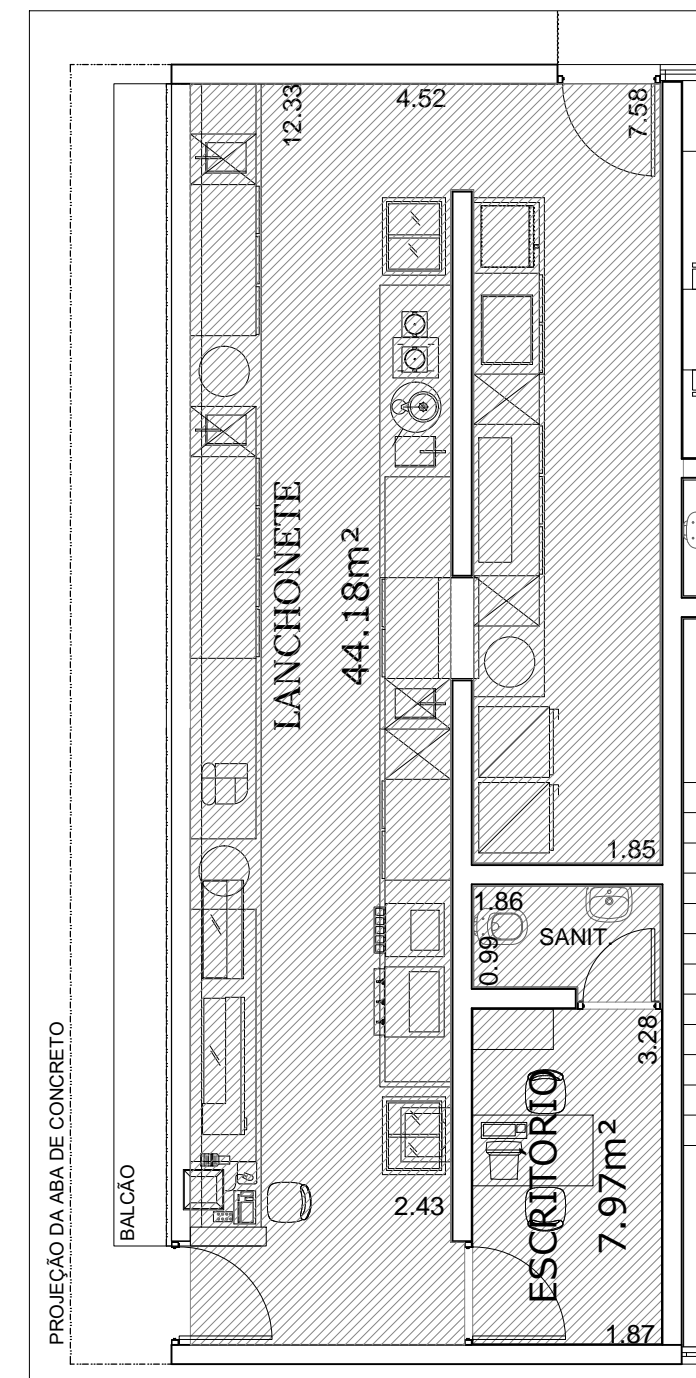 12.33
4.52
7.58
LANCHONETE
44.18m²
1.85
1.86
0.99
SANIT.
3.28
ESCRITORIO
7.97m²
2.43
1.87
BALCÃO
PROJEÇÃO DA ABA DE CONCRETO